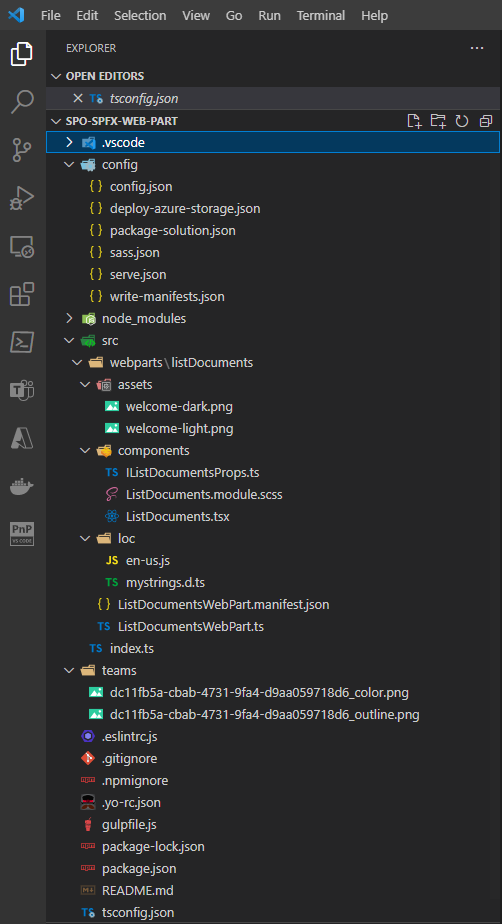 File Edit View Go Run Terminal Help
EXPLORER
OPEN EDITORS
TS tsconfig.json
SPO-SPFX-WEB-PART
.vscode
config
{ } config.json
{ } deploy-azure-storage.json
{ } package-solution.json
{ } sass.json
{ } serve.json
{ } write-manifests.json
node_modules
src
webparts\listDocuments
assets
welcome-dark.png
welcome-light.png
components
TS IListDocumentsProps.ts
ListDocuments.module.scss
ListDocuments.tsx
loc
JS en-us.js
TS mystrings.d.ts
{ } ListDocumentsWebPart.manifest.json
TS ListDocumentsWebPart.ts
TS index.ts
teams
dc11fb5a-cbab-4731-9fa4-d9aa059718d6_color.png
dc11fb5a-cbab-4731-9fa4-d9aa059718d6_outline.png
.eslintrc.js
.gitignore
.npmignore
.yo-rc.json
gulpfile.js
package-lock.json
package.json
README.md
TS tsconfig.json
PnP
VS CODE